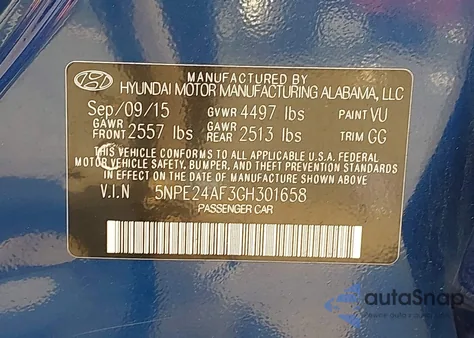 MANUFACTURED BY
HYUNDAI MOTOR MANUFACTURING ALABAMA, LLC
Sep/09/15 GVWR 4497 lbs PAINT VU
GAWR FRONT 2557 lbs GAWR REAR 2513 lbs TRIM GG
THIS VEHICLE CONFORMS TO ALL APPLICABLE U.S.A. FEDERAL
MOTOR VEHICLE SAFETY, BUMPER, AND THEFT PREVENTION
STANDARDS IN EFFECT ON THE DATE OF MANUFACTURE SHOWN ABOVE.
V.I.N 5NPE24AF3GH301658
PASSENGER CAR
autoSnap